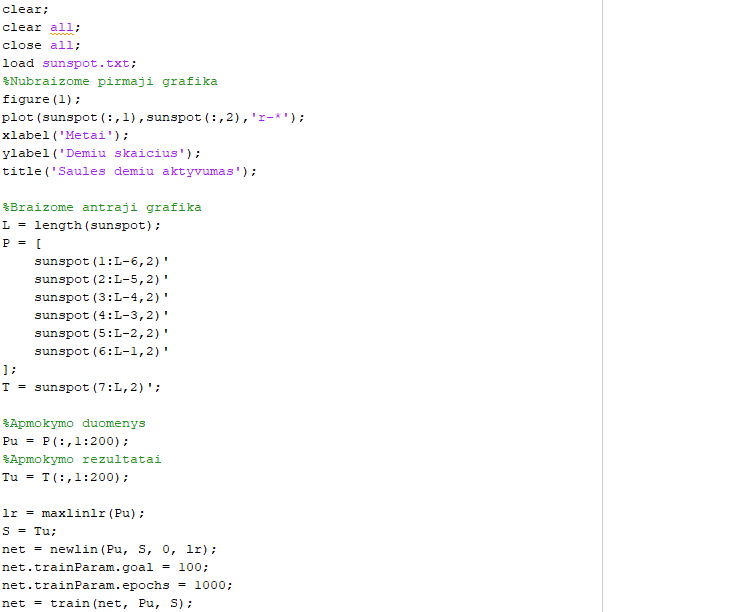 clear;
clear all;
close all;
load sunspot.txt;
%Nubraizome pirmaji grafika
figure(1);
plot(sunspot(:,1),sunspot(:,2),'r-*');
xlabel('Metai');
ylabel('Demiu skaicius');
title('Saules demiu aktyvumas');
%Braizome antraji grafika
L = length(sunspot);
P = [
sunspot(1:L-6,2)'
sunspot(2:L-5,2)'
sunspot(3:L-4,2)'
sunspot(4:L-3,2)'
sunspot(5:L-2,2)'
sunspot(6:L-1,2)'
];
T = sunspot(7:L,2)';
%Apmokymo duomenys
Pu = P(:,1:200);
%Apmokymo rezultatai
Tu = T(:,1:200);
lr = maxlinlr(Pu);
S = Tu;
net = newlin(Pu, S, 0, lr);
net.trainParam.goal = 100;
net.trainParam.epochs = 1000;
net = train(net, Pu, S);